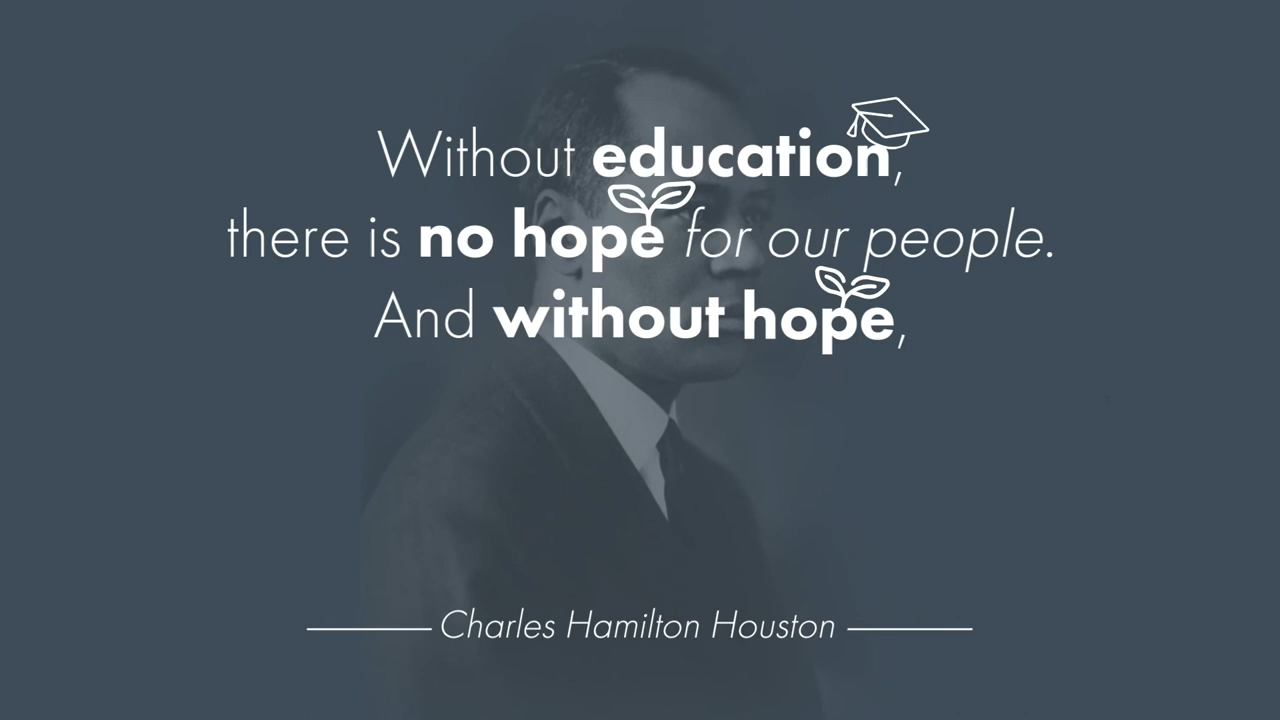 Without education,
there is no hope for our people.
And without hope,
Charles Hamilton Houston